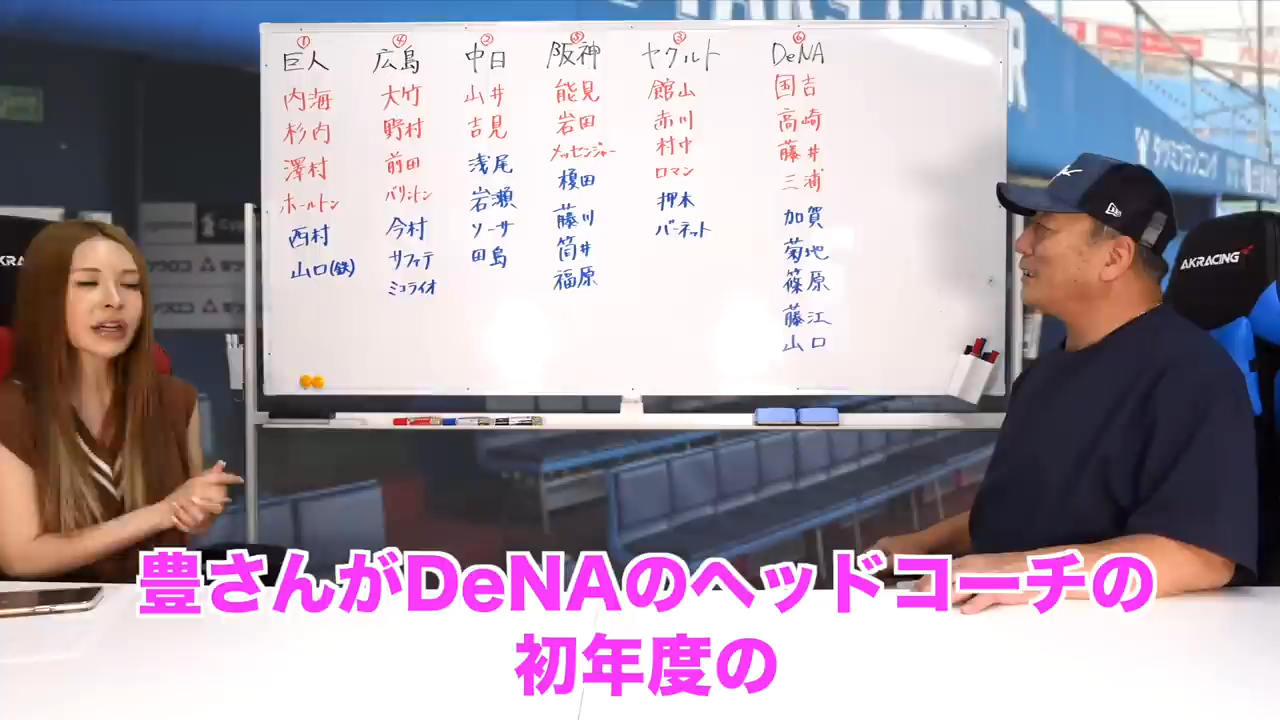 ① ④ ② ⑤ ③ ⑥
巨人 広島 中日 阪神 ヤクルト DeNA
内海 大竹 山井 能見 館山 国吉
杉内 野村 吉見 岩田 赤川 高崎
澤村 前田 浅尾 メッセンジャー 村中 藤井
ホールトン バリントン 岩瀬 榎田 ロマン 三浦
西村 今村 ソーサ 藤川 押本 加賀
山口(鉄) サファテ 田島 筒井 バーネット 菊地
ミコライオ 福原 篠原
藤江
山口
AKRACING
豊さんがDeNAのヘッドコーチの
初年度の